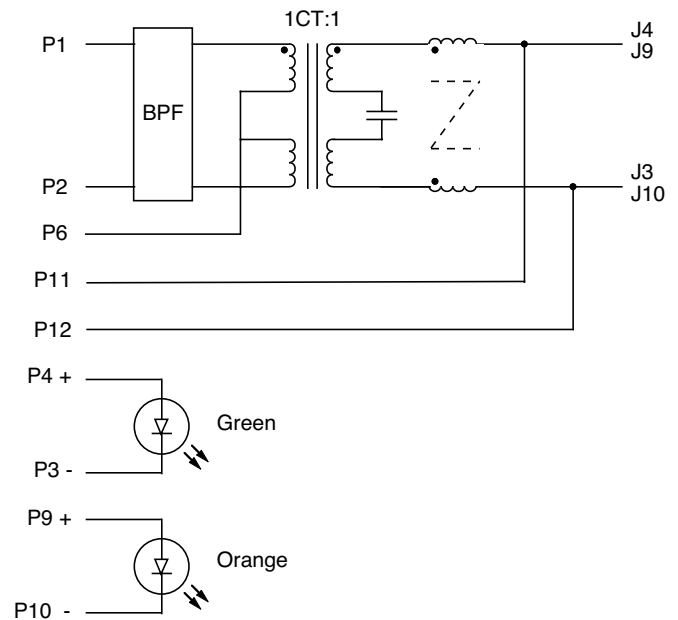 1CT:1
P1
BPF
J4
J9
P2
J3
J10
P6
P11
P12
P4 +
Green
P3 -
P9 +
Orange
P10 -